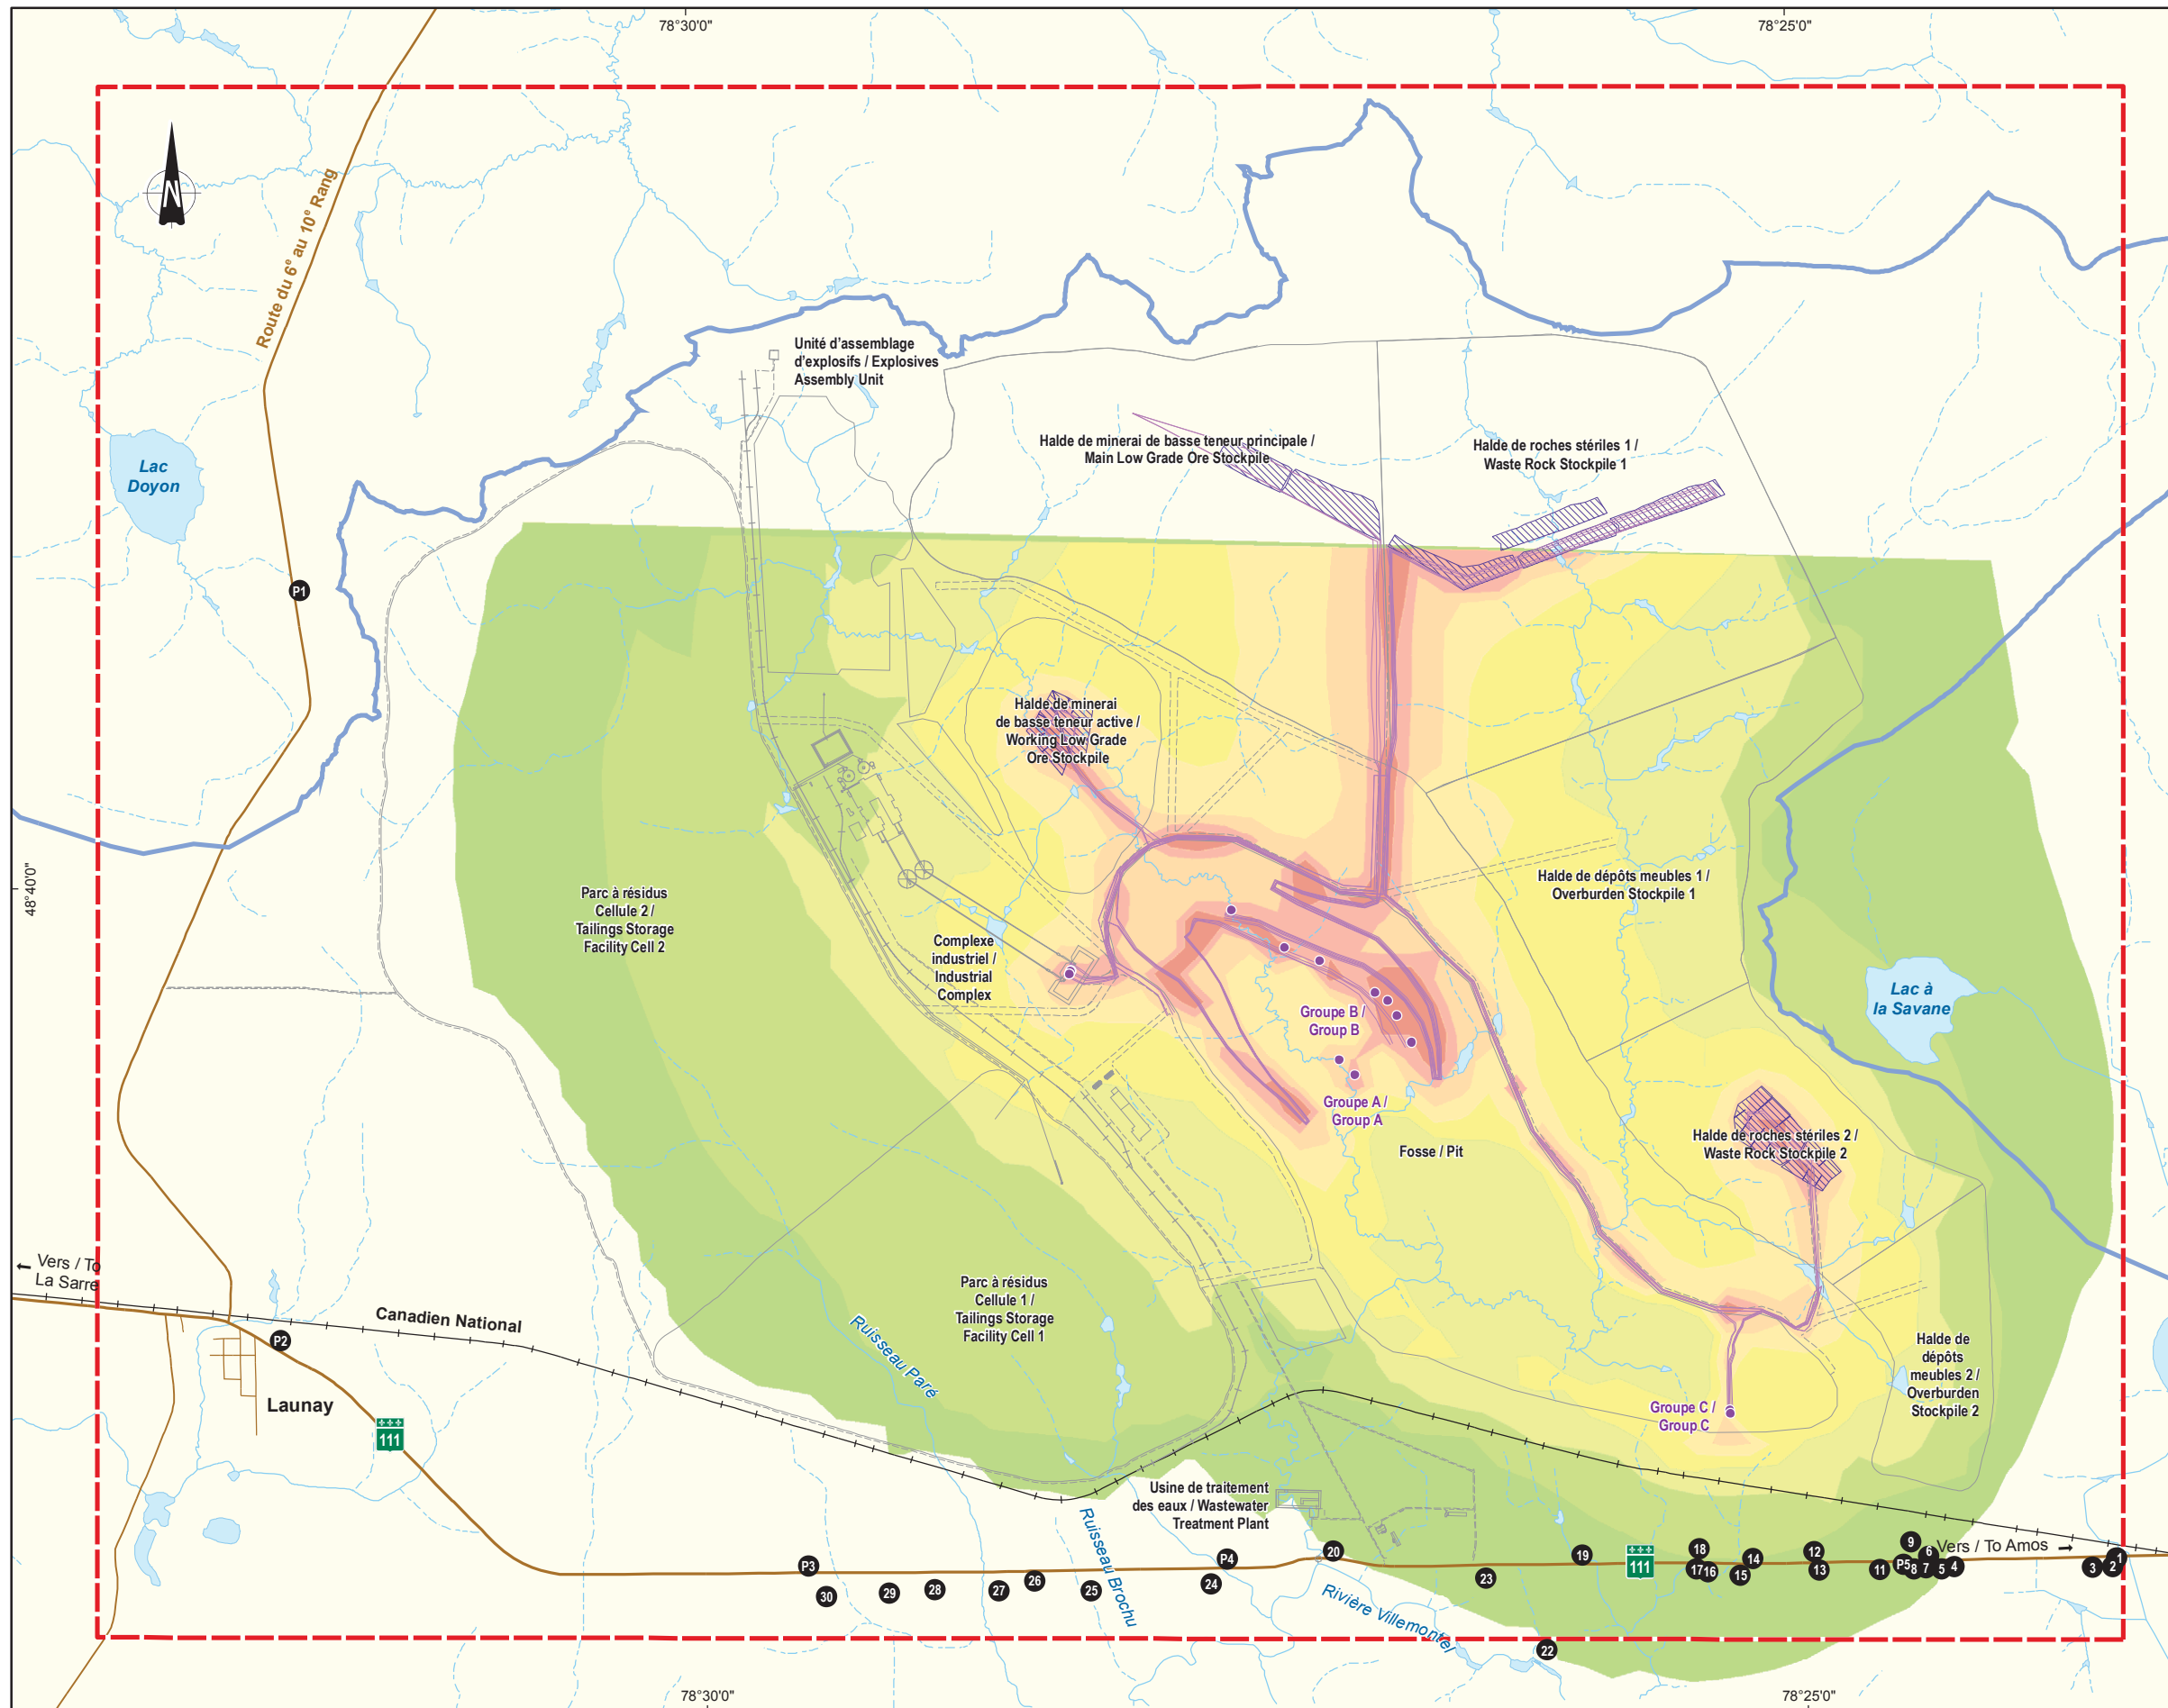 78°30'0"
78°25'0"
N
Route du 6e au 10e Rang
Unité d'assemblage
d'explosifs / Explosives
Assembly Unit
Halde de minerai de basse teneur principale /
Main Low Grade Ore Stockpile
Halde de roches stériles 1 /
Waste Rock Stockpile 1
Lac
Doyon
P1
Halde de minerai
de basse teneur active /
Working Low Grade
Ore Stockpile
48°40'0"
Parc à résidus
Cellule 2 /
Tailings Storage
Facility Cell 2
Complexe
industriel /
Industrial
Complex
Halde de dépôts meubles 1 /
Overburden Stockpile 1
Lac à
la Savane
Groupe B /
Group B
Groupe A /
Group A
Fosse / Pit
Halde de roches stériles 2 /
Waste Rock Stockpile 2
Vers / To
La Sarre
Canadien National
P2
Launay
111
Parc à résidus
Cellule 1 /
Tailings Storage
Facility Cell 1
Ruisseau Paré
Halde de
dépôts
meubles 2 /
Overburden
Stockpile 2
Groupe C /
Group C
Usine de traitement
des eaux / Wastewater
Treatment Plant
Ruisseau Brochu
Rivière Villemontel
Vers / To Amos
P3
30
29
28
27
26
25
P4
24
20
23
22
19
111
18
17
16
14
15
12
13
11
9
P5
8
6
7
5
4
3
2
1
78°30'0"
78°25'0"